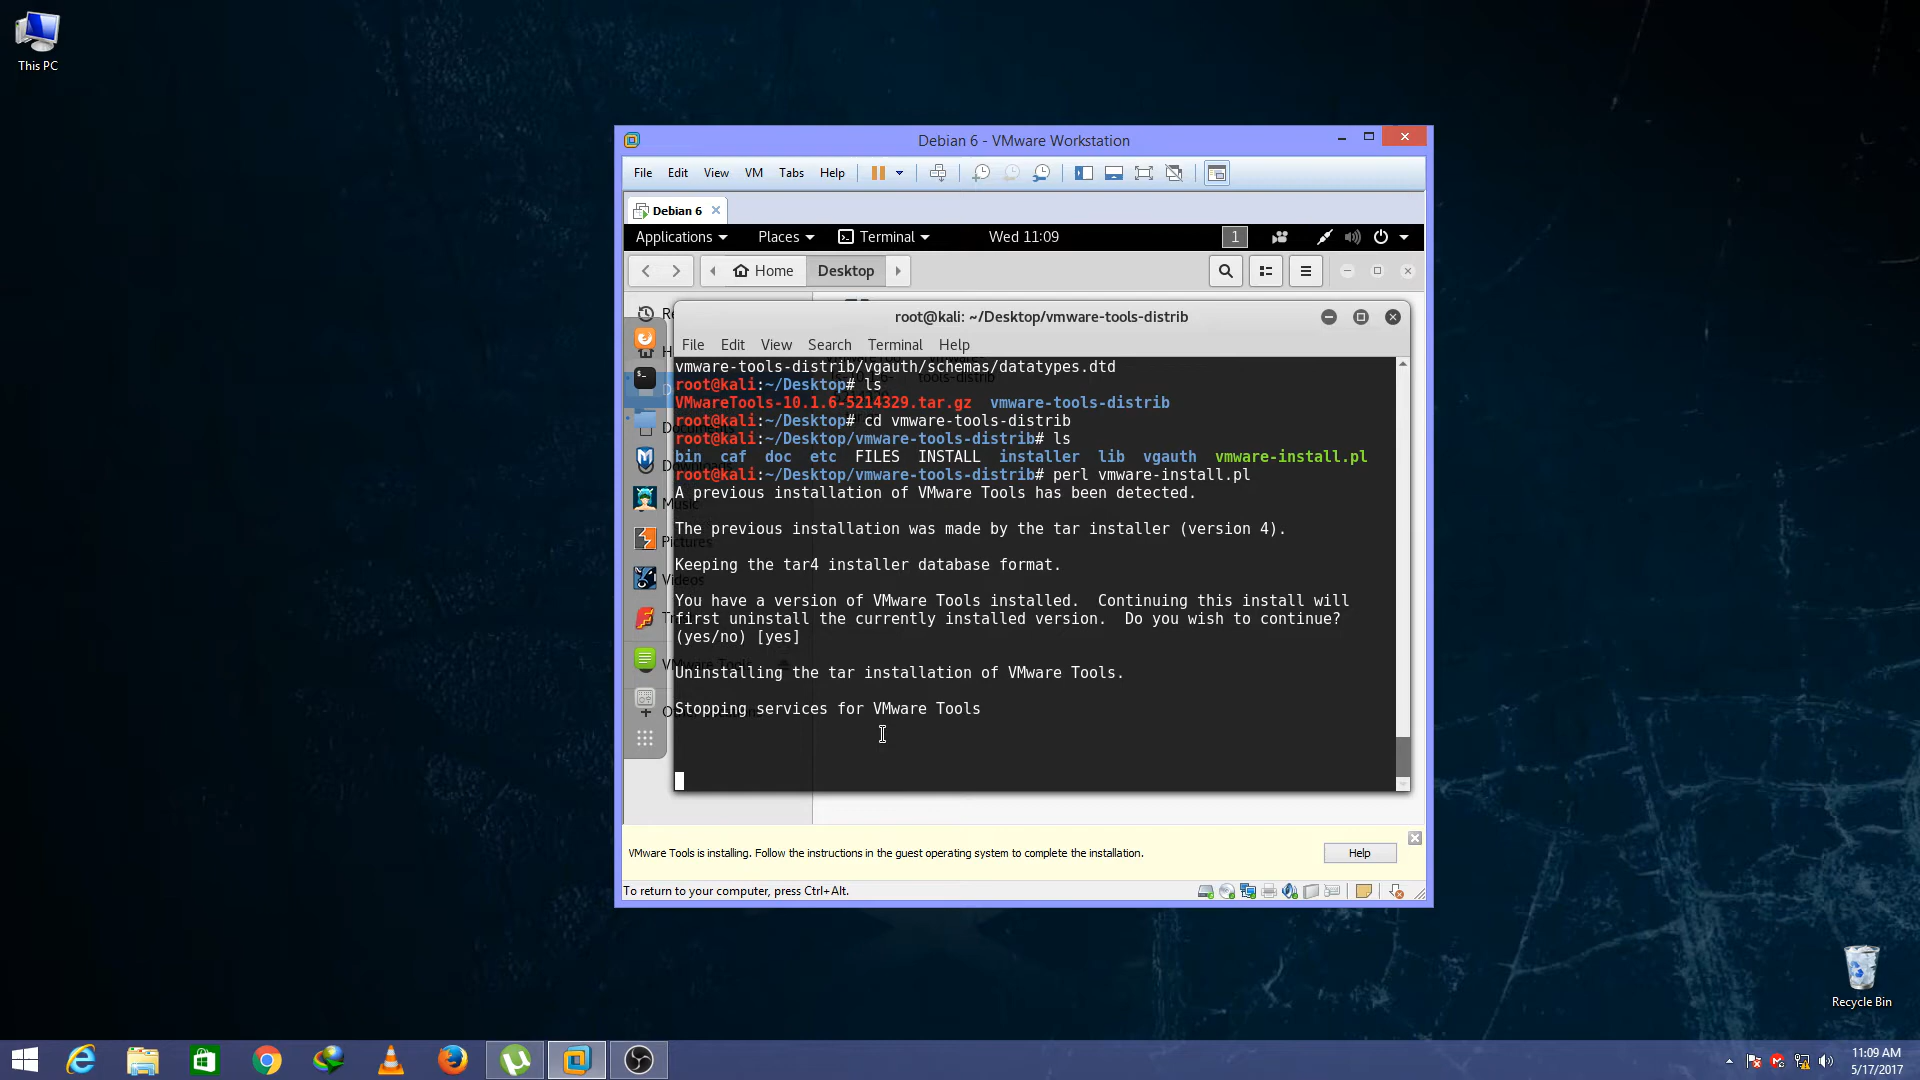 This PC
Debian 6 - VMware Workstation
File Edit View VM Tabs Help
Debian 6
Applications Places Terminal Wed 11:09 1
Home Desktop
root@kali: ~/Desktop/vmware-tools-distrib
File Edit View Search Terminal Help
vmware-tools-distrib/vgauth/schemas/datatypes.dtd
root@kali:~/Desktop# ls
VMwareTools-10.1.6-5214329.tar.gz vmware-tools-distrib
root@kali:~/Desktop# cd vmware-tools-distrib
root@kali:~/Desktop/vmware-tools-distrib# ls
bin caf doc etc FILES INSTALL installer lib vgauth vmware-install.pl
root@kali:~/Desktop/vmware-tools-distrib# perl vmware-install.pl
A previous installation of VMware Tools has been detected.
The previous installation was made by the tar installer (version 4).
Keeping the tar4 installer database format.
You have a version of VMware Tools installed. Continuing this install will
first uninstall the currently installed version. Do you wish to continue?
(yes/no) [yes]
Uninstalling the tar installation of VMware Tools.
Stopping services for VMware Tools
Music
Pictures
Videos
VMware Tools
VMware Tools is installing. Follow the instructions in the guest operating system to complete the installation.
Help
To return to your computer, press Ctrl+Alt.
Recycle Bin
11:09 AM
5/17/2017